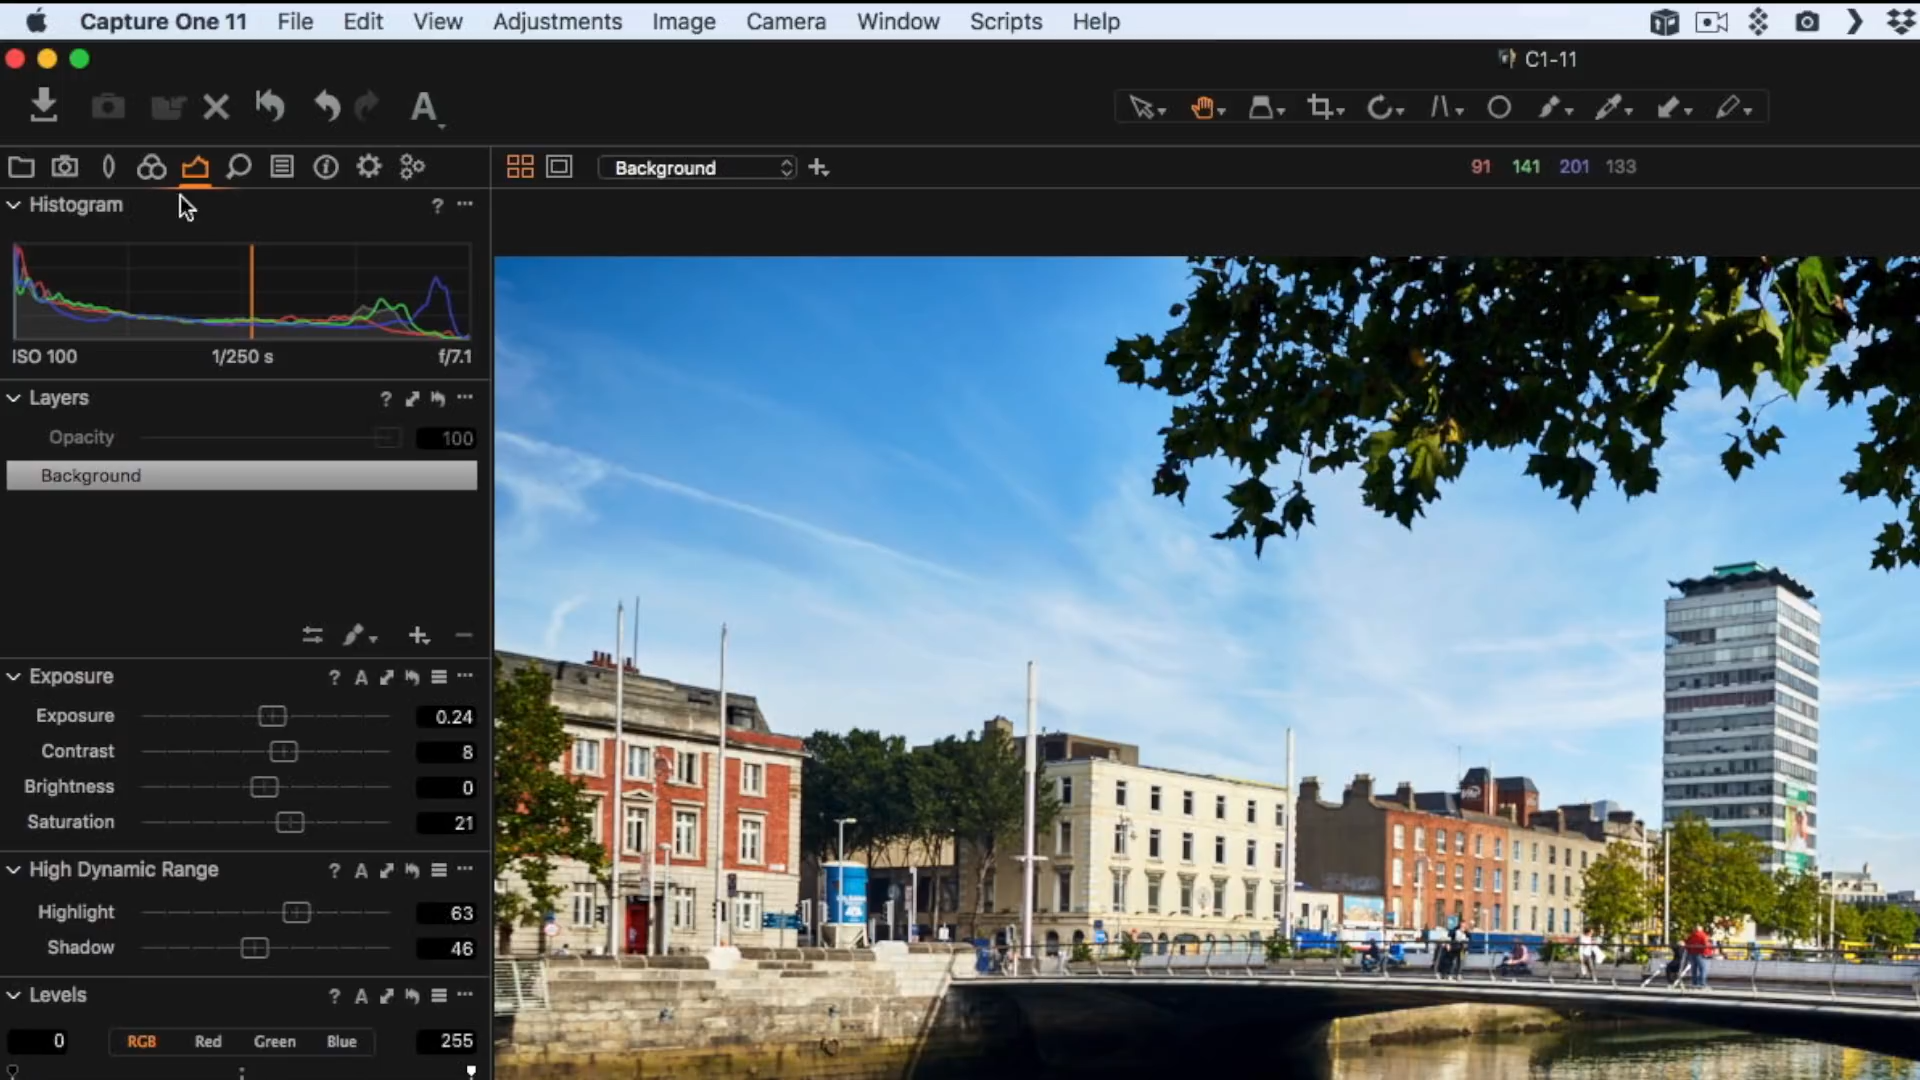 Capture One 11 File Edit View Adjustments Image Camera Window Scripts Help
C1-11
A
Background
91 141 201 133
Histogram ?
ISO 100 1/250 s f/7.1
Layers ?
Opacity 100
Background
Exposure ? A
Exposure 0.24
Contrast 8
Brightness 0
Saturation 21
High Dynamic Range ? A
Highlight 63
Shadow 46
Levels ? A
0 RGB Red Green Blue 255